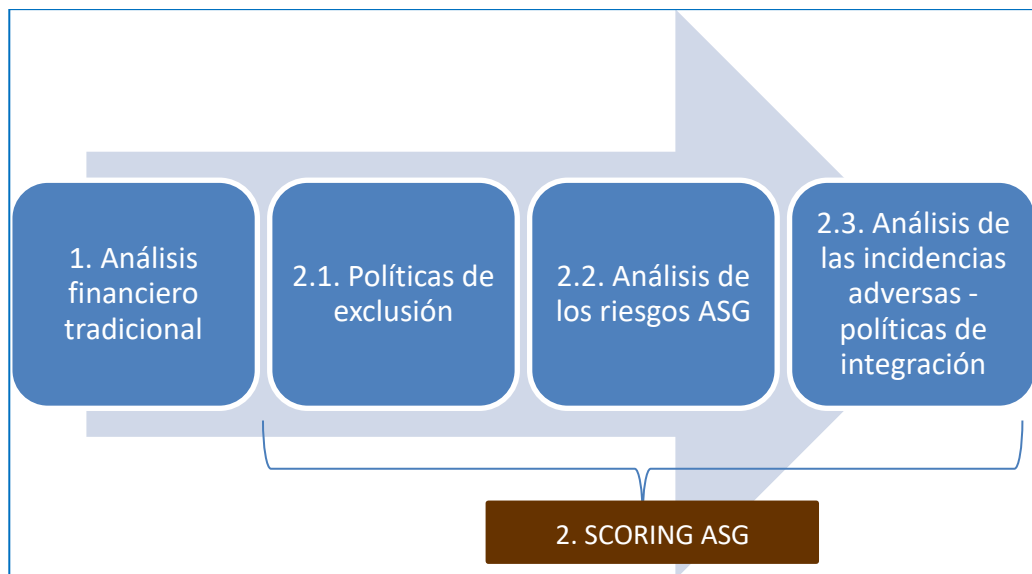 1. Análisis
financiero
tradicional
2.1. Políticas de
exclusión
2.2. Análisis de
los riesgos ASG
2.3. Análisis de
las incidencias
adversas -
políticas de
integración
2. SCORING ASG